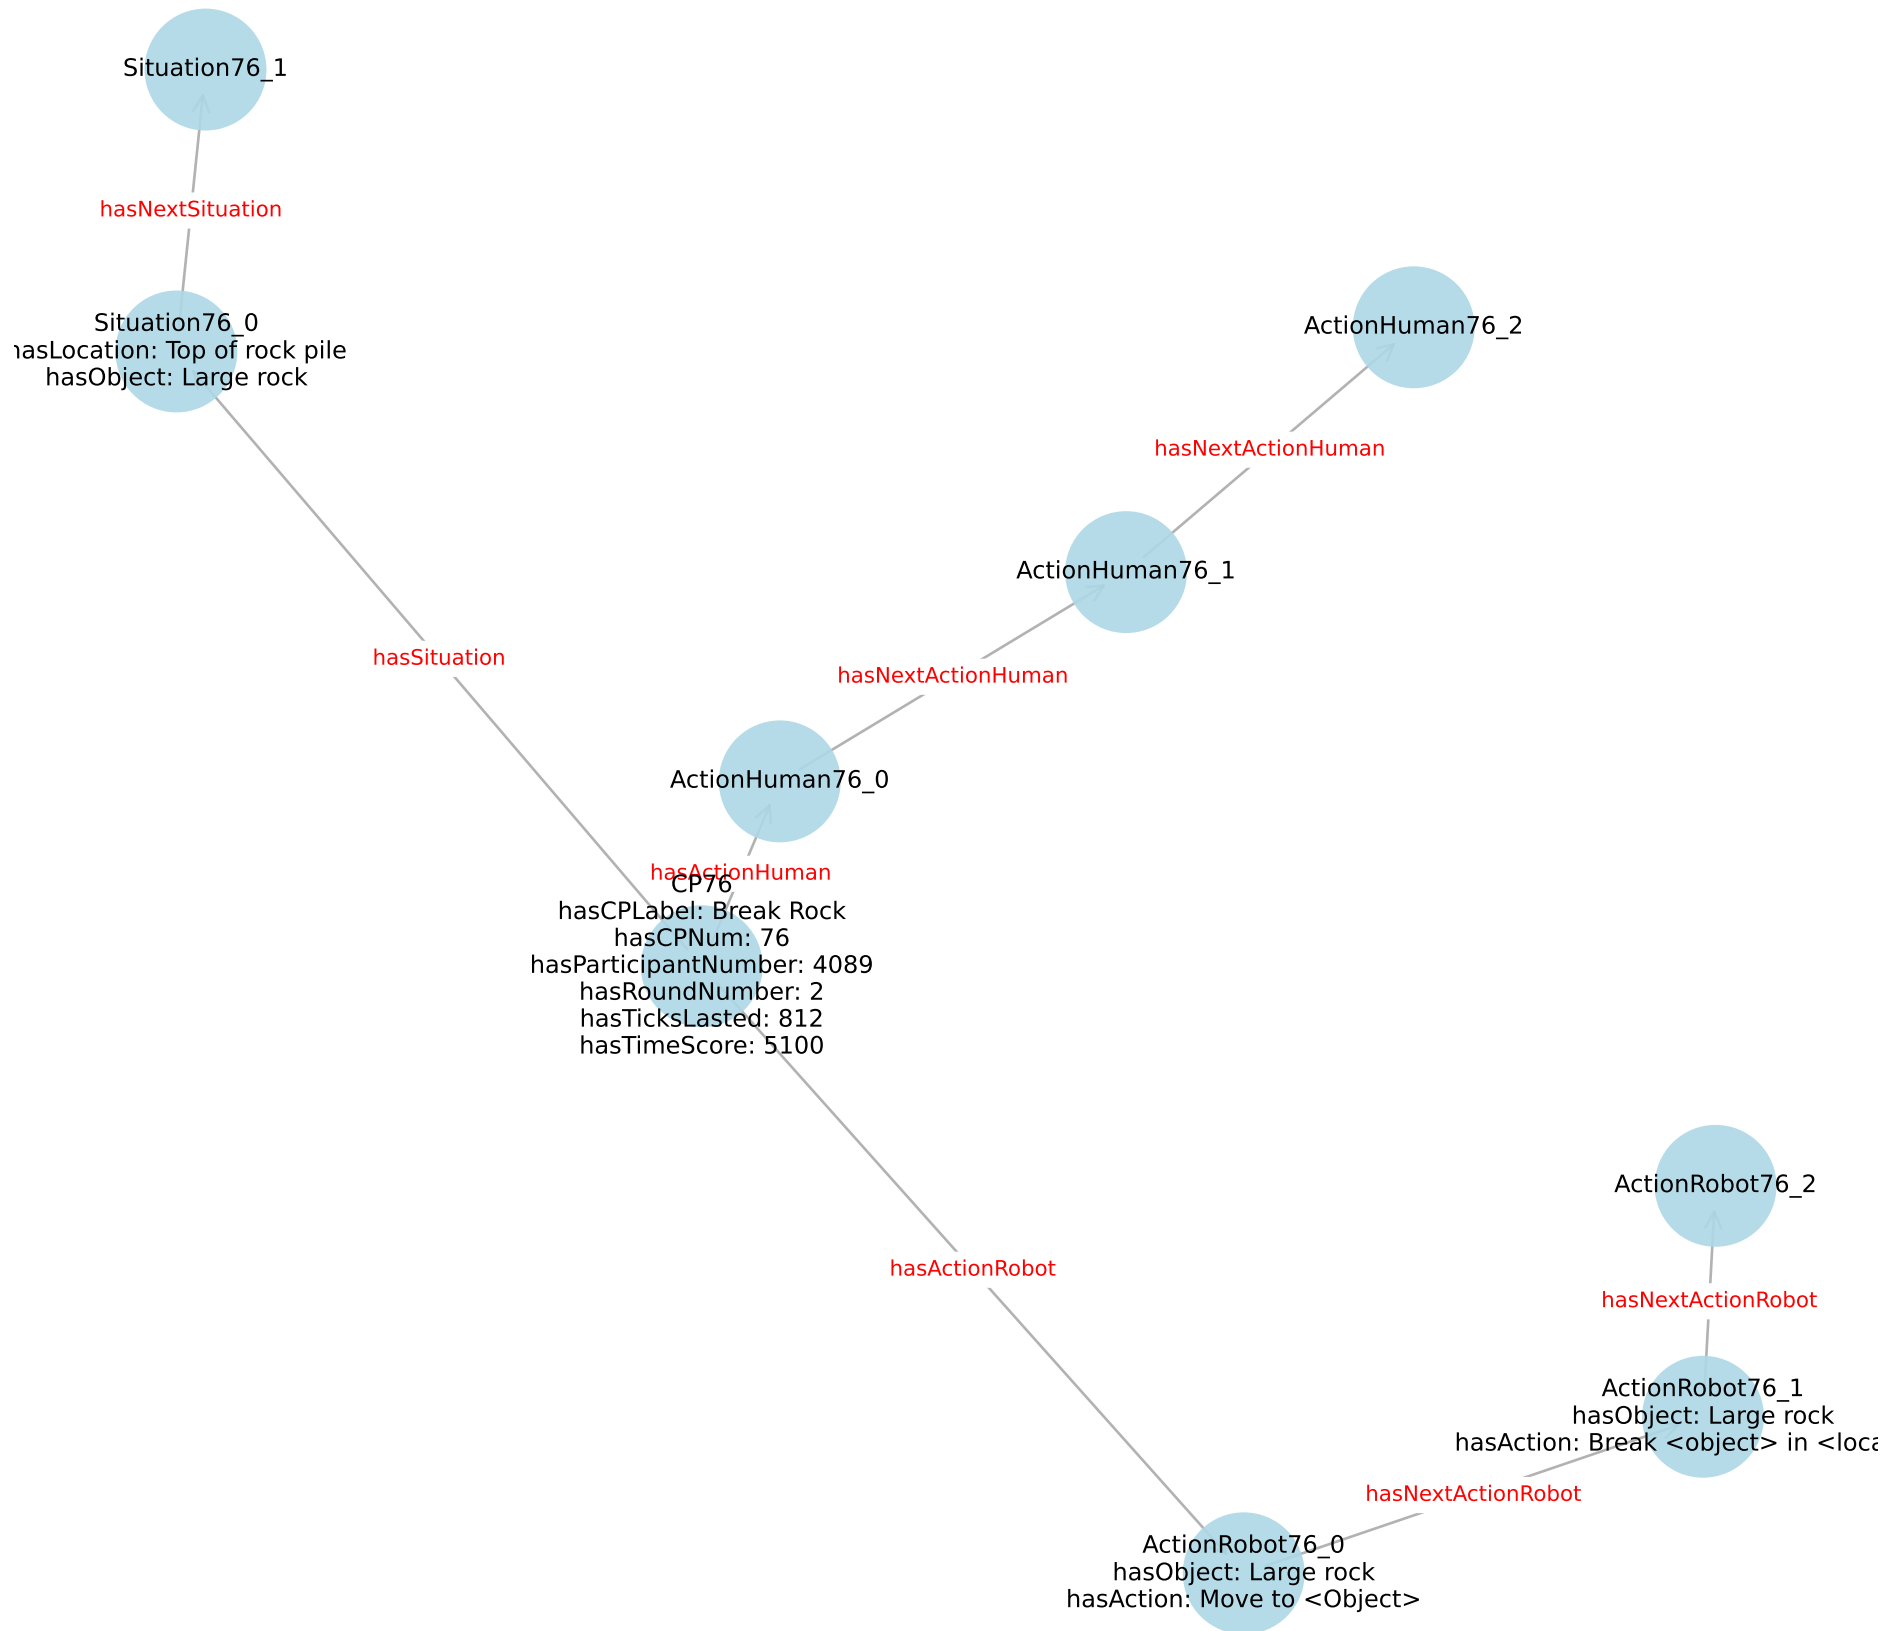 Situation76_1
hasNextSituation
Situation76_0
hasLocation: Top of rock pile
hasObject: Large rock
ActionHuman76_2
hasNextActionHuman
ActionHuman76_1
hasSituation
hasNextActionHuman
ActionHuman76_0
hasActionHuman
CP76
hasCPLabel: Break Rock
hasCPNum: 76
hasParticipantNumber: 4089
hasRoundNumber: 2
hasTicksLasted: 812
hasTimeScore: 5100
ActionRobot76_2
hasActionRobot
hasNextActionRobot
ActionRobot76_1
hasObject: Large rock
hasAction: Break <object> in <loca
hasNextActionRobot
ActionRobot76_0
hasObject: Large rock
hasAction: Move to <Object>